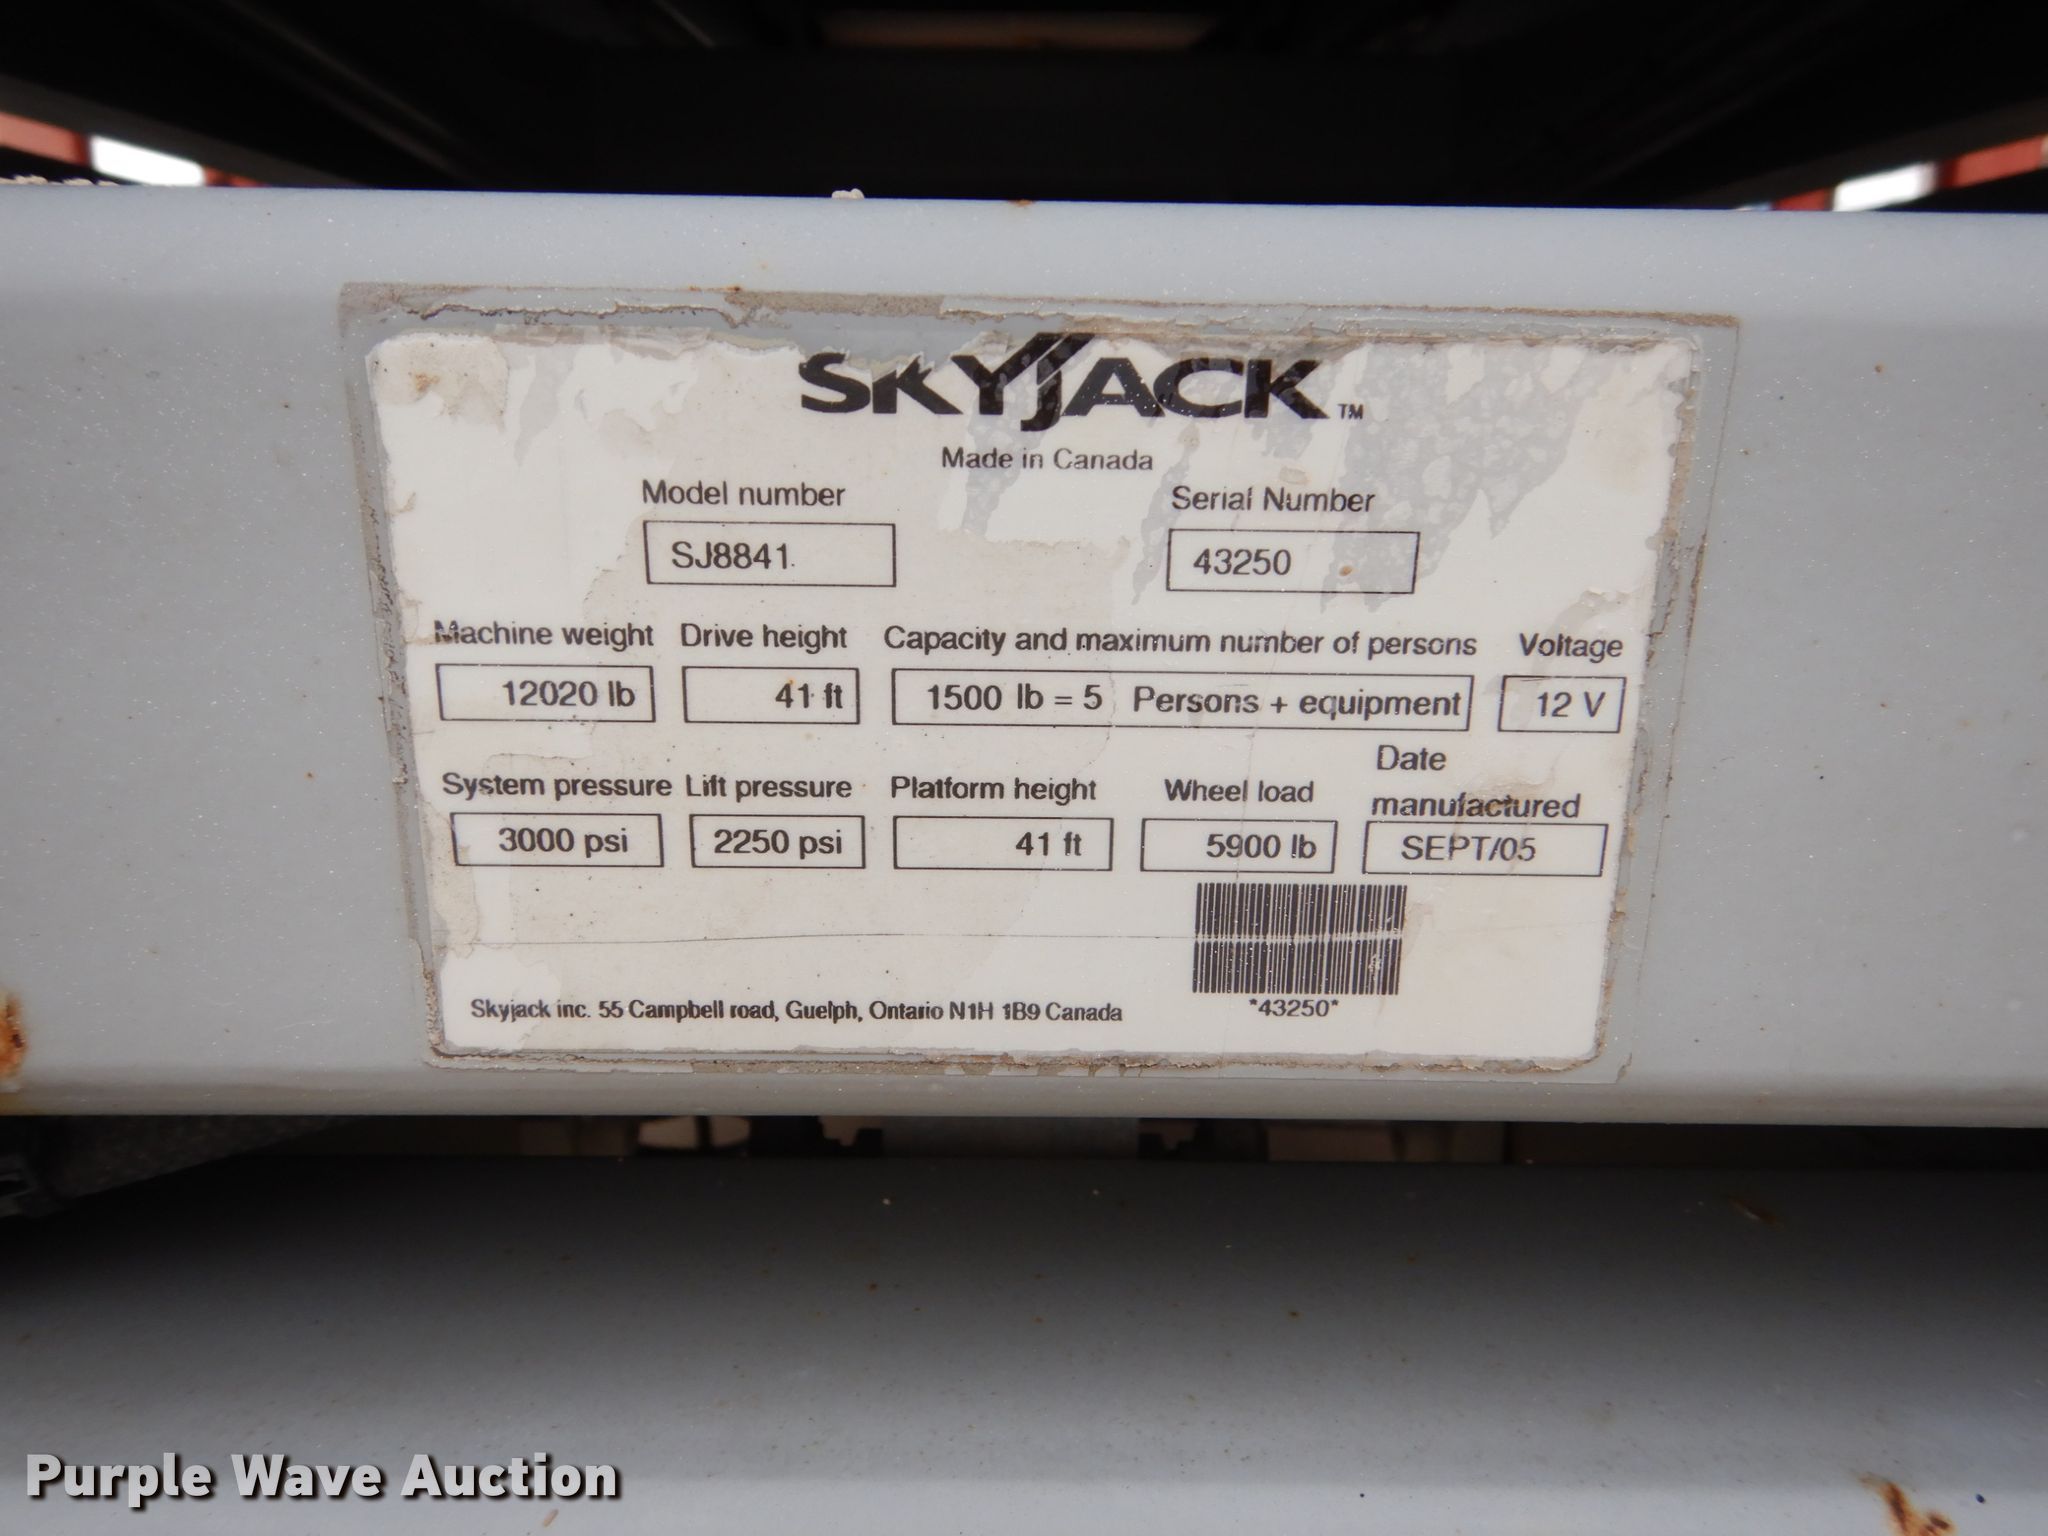 SKYJACK™
Made in Canada
Model number Serial Number
SJ8841 43250
Machine weight Drive height Capacity and maximum number of persons Voltage
12020 lb 41 ft 1500 lb = 5 Persons + equipment 12 V
System pressure Lift pressure Platform height Wheel load Date manufactured
3000 psi 2250 psi 41 ft 5900 lb SEPT/05
Skyjack inc. 55 Campbell road, Guelph, Ontario N1H 1B9 Canada *43250*
Purple Wave Auction